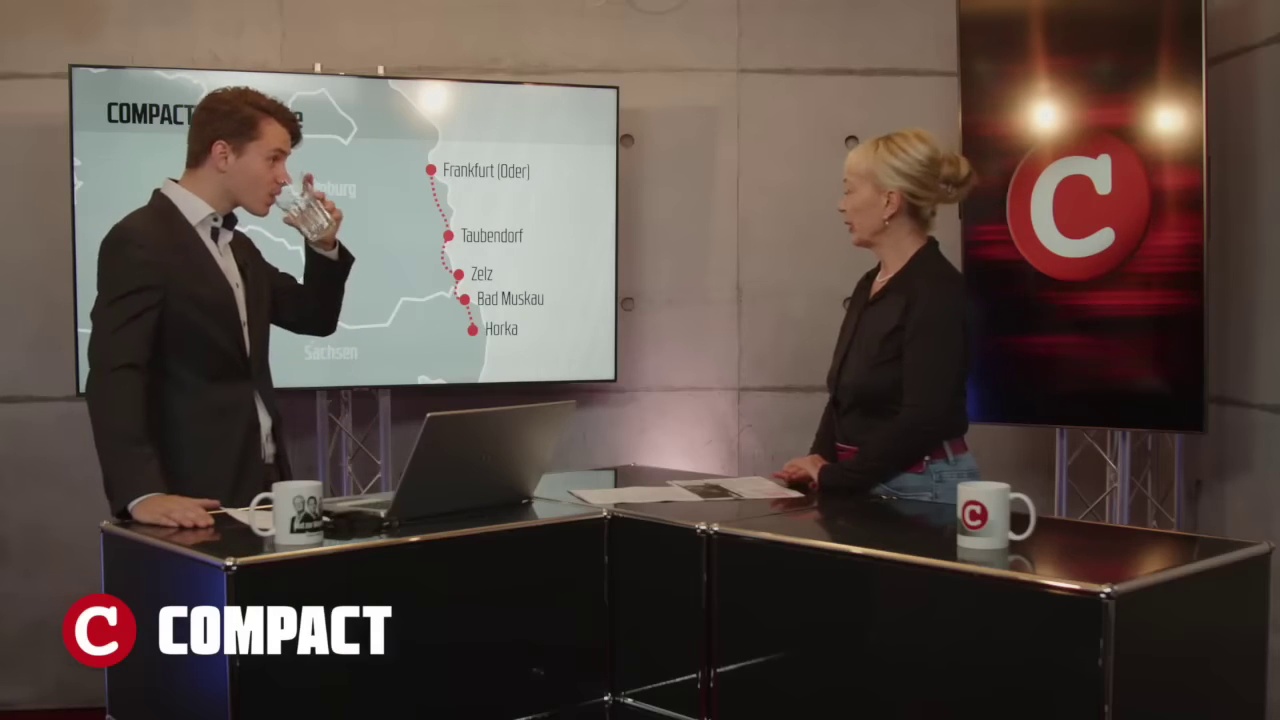 COMPACT
Frankfurt (Oder)
Taubendorf
Zelz
Bad Muskau
Horka
Sachsen
C
C
C COMPACT